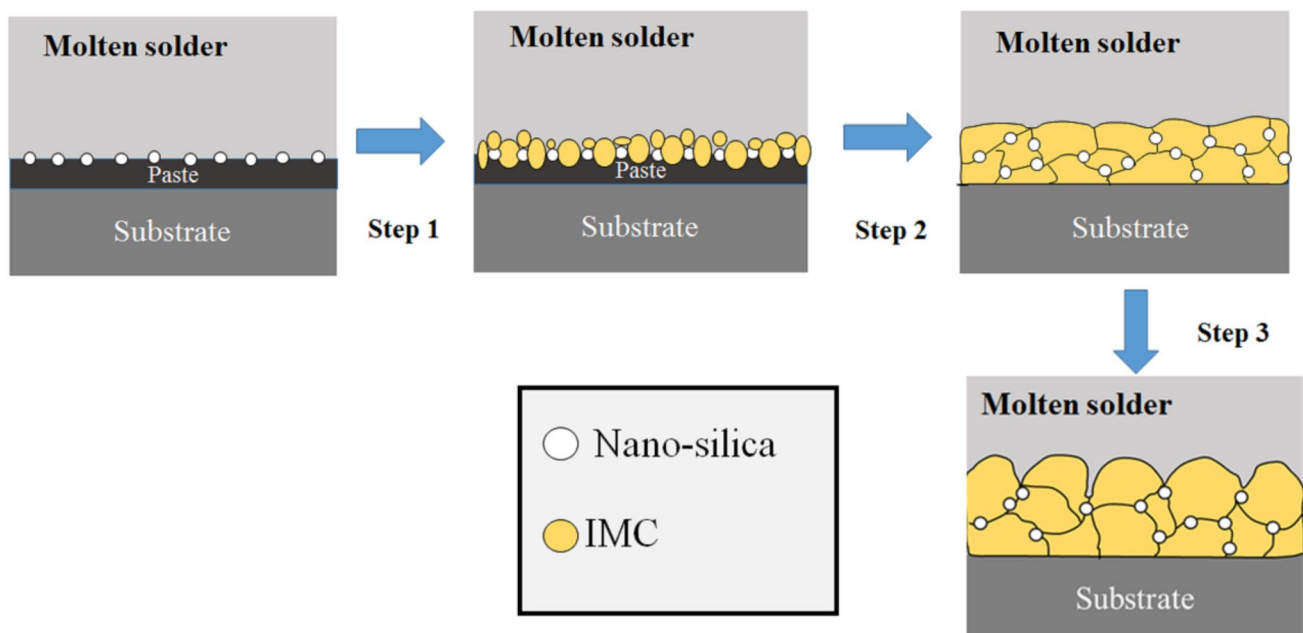 Molten solder
Paste
Substrate
Step 1
Molten solder
Paste
Substrate
Step 2
Molten solder
Substrate
Step 3
Molten solder
Substrate
Nano-silica
IMC